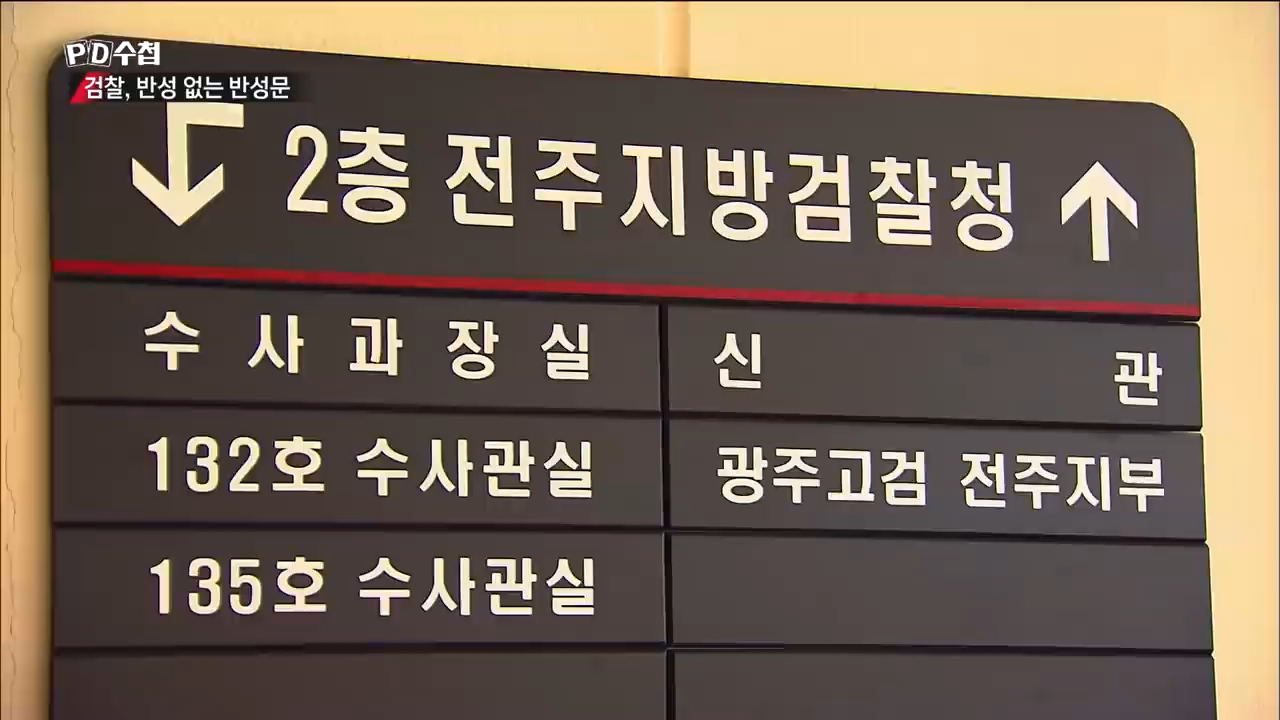 PD수첩
검찰, 반성 없는 반성문
2층 전주지방검찰청
수사과장실
신관
132호 수사관실
광주고검 전주지부
135호 수사관실